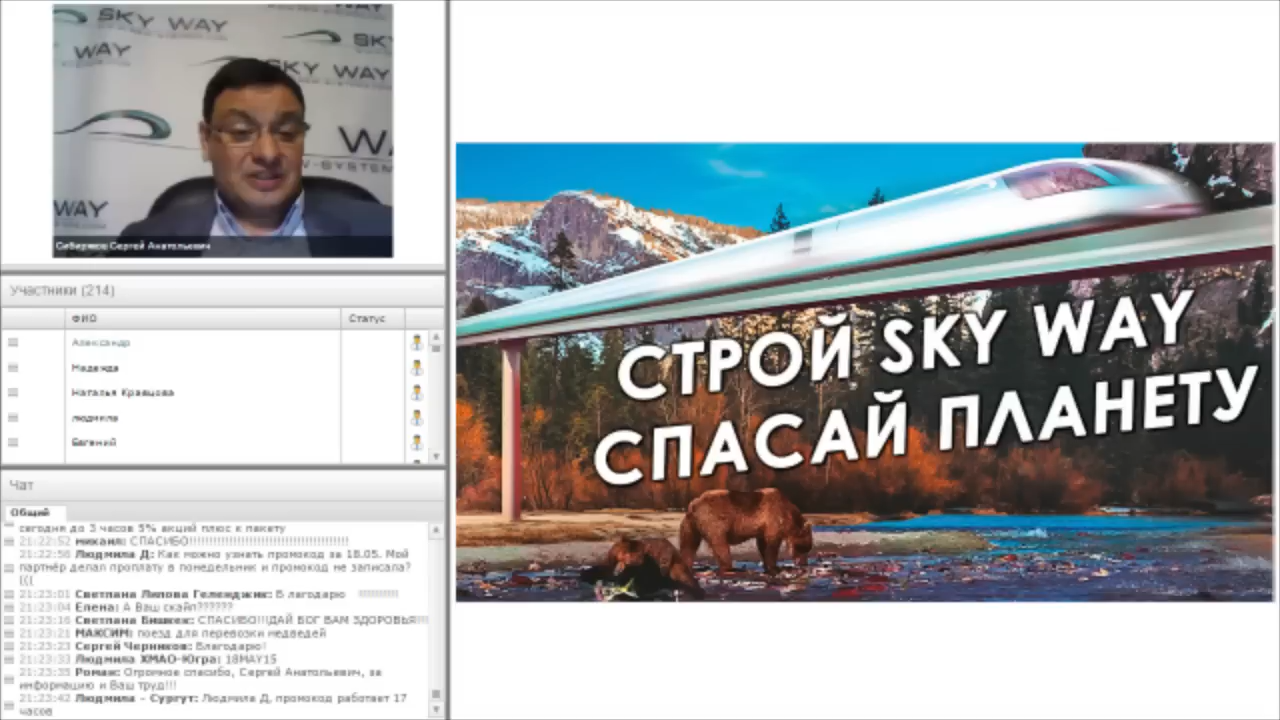 SKY WAY
SKY
WAY
SKY WAY
WAY
WAY
Сибиряков Сергей Анатольевич
Участники (214)
ФИО
Статус
Александр
Надежда
Наталья Кравцова
людмила
Евгений
Чат
Общий
сегодня до 3 часов 5% акций плюс к пакету
21:22:52 михаил:
21:22:56 Людмила Д: Как можно узнать промокод за 18.05. Мой
партнёр делал проплату в понедельник и промокод не записала?
(((
21:23:01 Светлана Липова Геленджик: Б лагодарю
21:23:04 Елена: А Ваш скайп??????
21:23:16 Светлана Бишкек: СПАСИБО!!!ДАЙ БОГ ВАМ ЗДОРОВЬЯ!!!
21:23:21 МАКСИМ: поезд для перевозки медведей
21:23:23 Сергей Черников: Благодарю!
21:23:33 Людмила ХМАО-Югра: 18MAY15
21:23:35 Роман: Огромное спасибо, Сергей Анатольевич, за
информацию и Ваш труд!!!
21:23:42 Людмила - Сургут: Людмила Д, промокод работает 17
часов
СТРОЙ SKY WAY
СПАСАЙ ПЛАНЕТУ